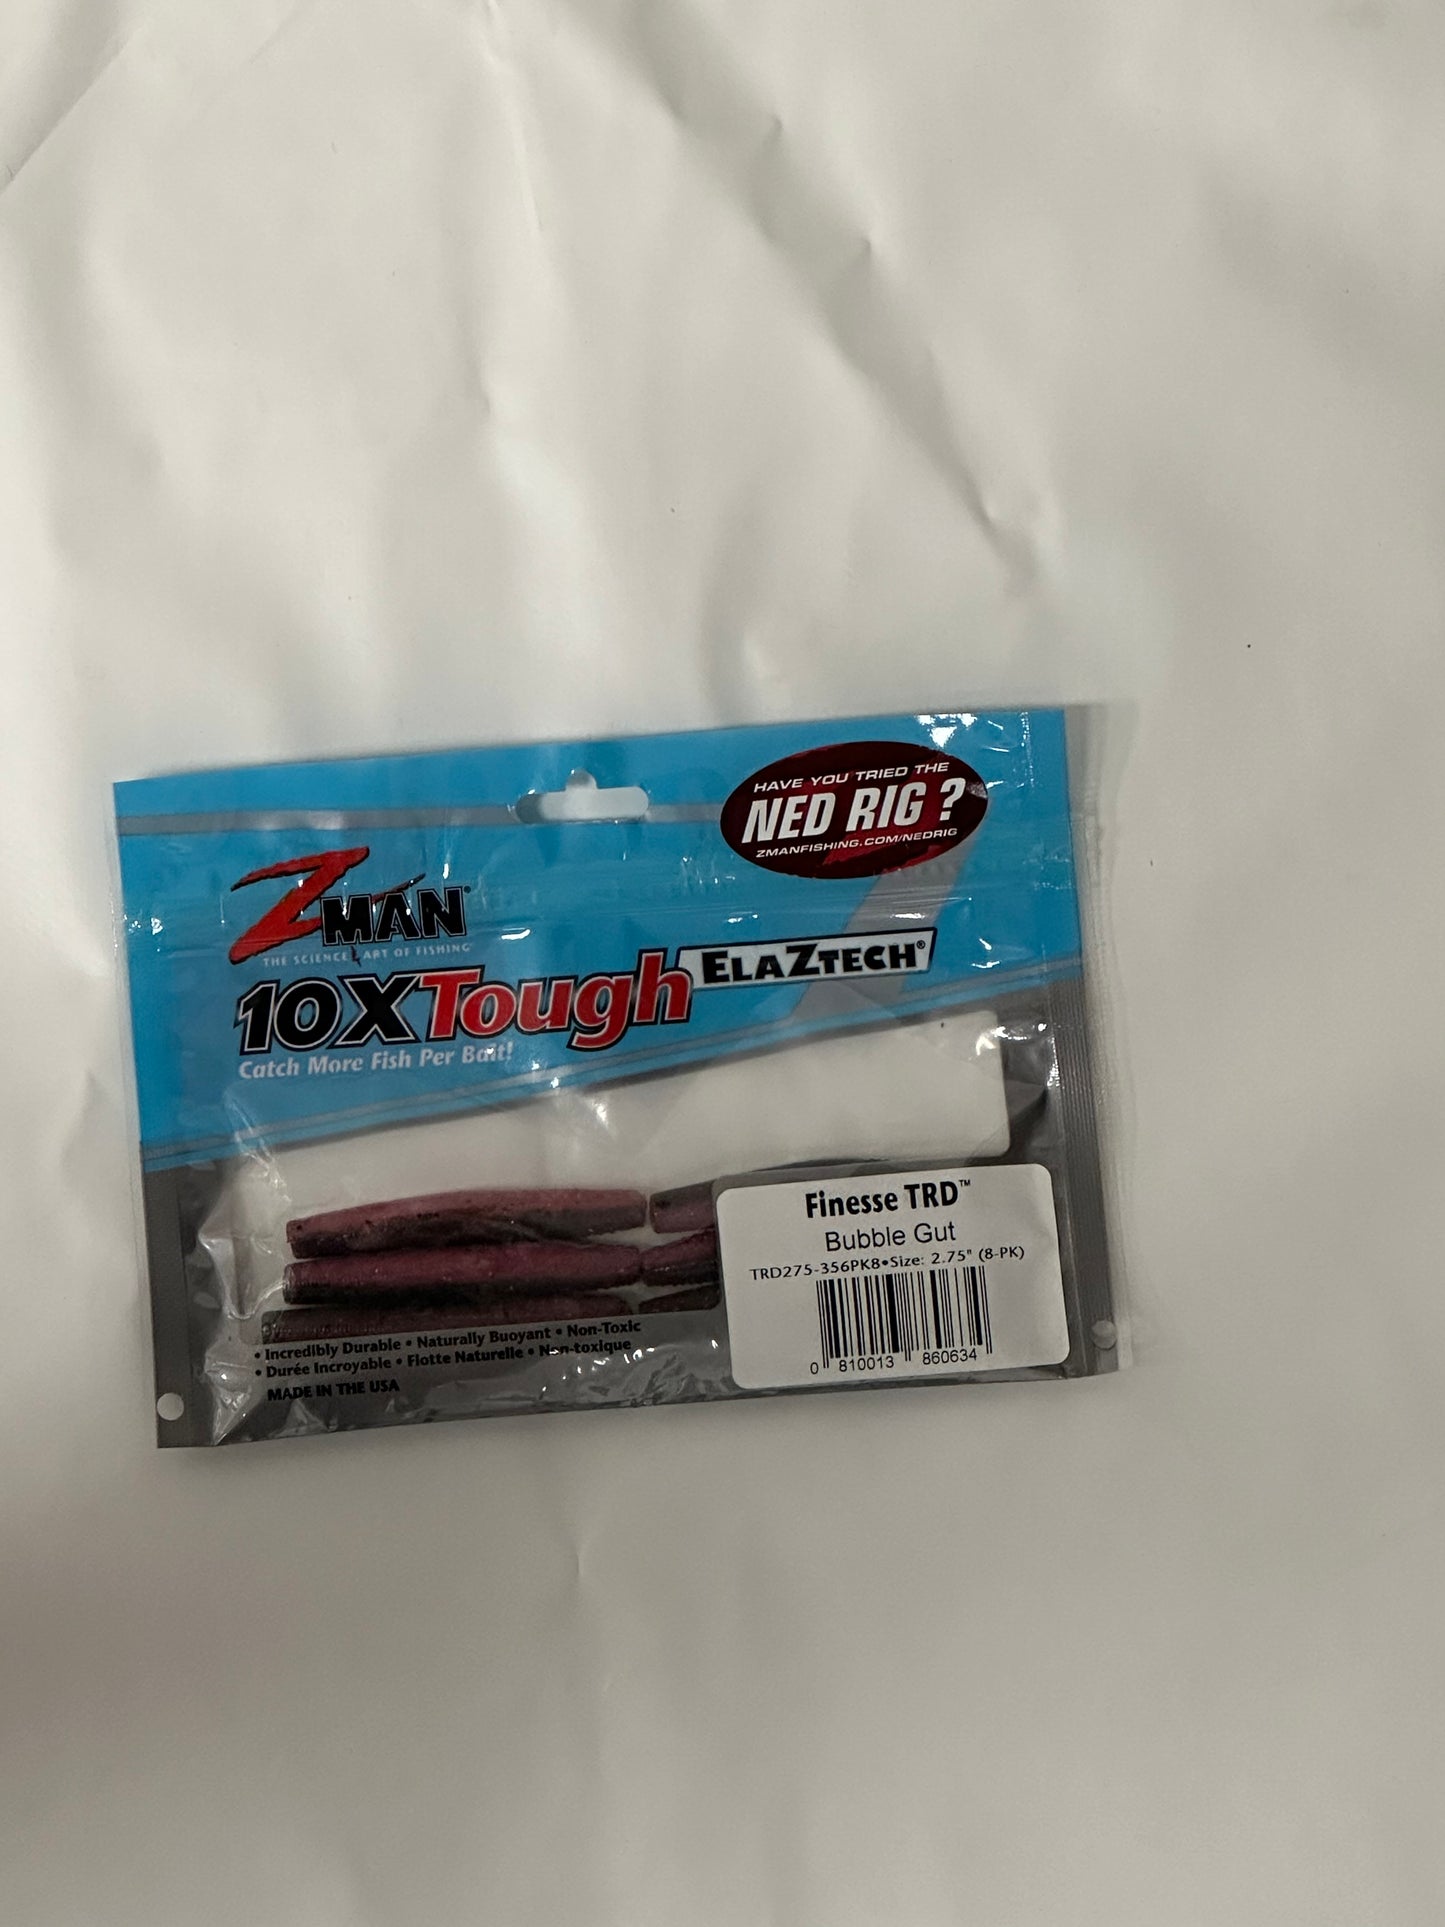 HAVE YOU TRIED THE
NED RIG ?
ZMANFISHING.COM/NEDRIG
ZMAN®
THE SCIENCE & ART OF FISHING
10X Tough ELAZTECH®
Catch More Fish Per Bait!
Finesse TRD™
Bubble Gut
TRD275-356PK8•Size: 2.75" (8-PK)
0 810013 860634
• Incredibly Durable • Naturally Buoyant • Non-Toxic
• Durée Incroyable • Flotte Naturelle • Non-toxique
MADE IN THE USA